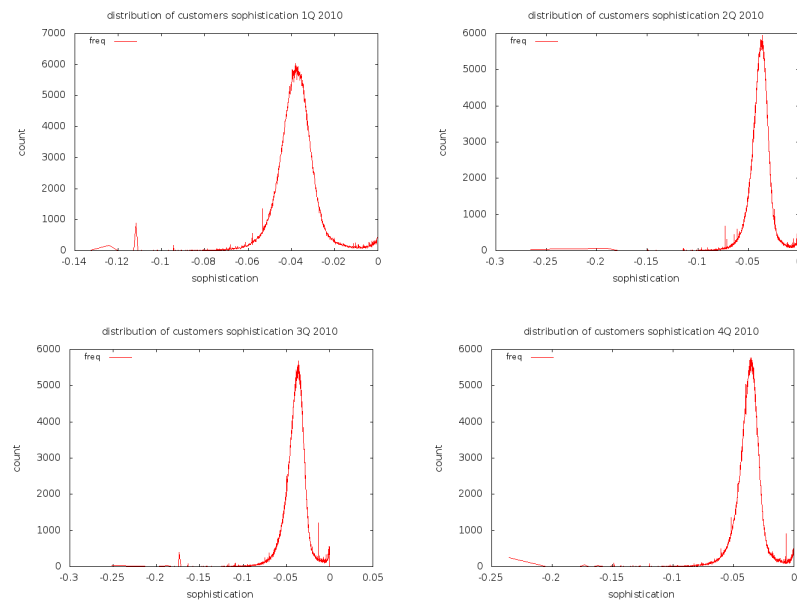 distribution of customers sophistication 1Q 2010
7000
6000
5000
4000
3000
2000
1000
0
freq
count
-0.14 -0.12 -0.1 -0.08 -0.06 -0.04 -0.02 0
sophistication
distribution of customers sophistication 2Q 2010
6000
5000
4000
3000
2000
1000
0
freq
count
-0.3 -0.25 -0.2 -0.15 -0.1 -0.05 0
sophistication
distribution of customers sophistication 3Q 2010
6000
5000
4000
3000
2000
1000
0
freq
count
-0.3 -0.25 -0.2 -0.15 -0.1 -0.05 0 0.05
sophistication
distribution of customers sophistication 4Q 2010
6000
5000
4000
3000
2000
1000
0
freq
count
-0.25 -0.2 -0.15 -0.1 -0.05 0
sophistication